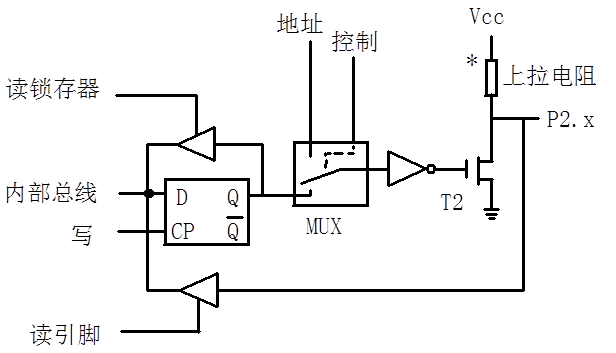 地址
控制
Vcc
*
上拉电阻
读锁存器
P2.x
内部总线
D
Q
写
CP
Q̅
MUX
T2
读引脚